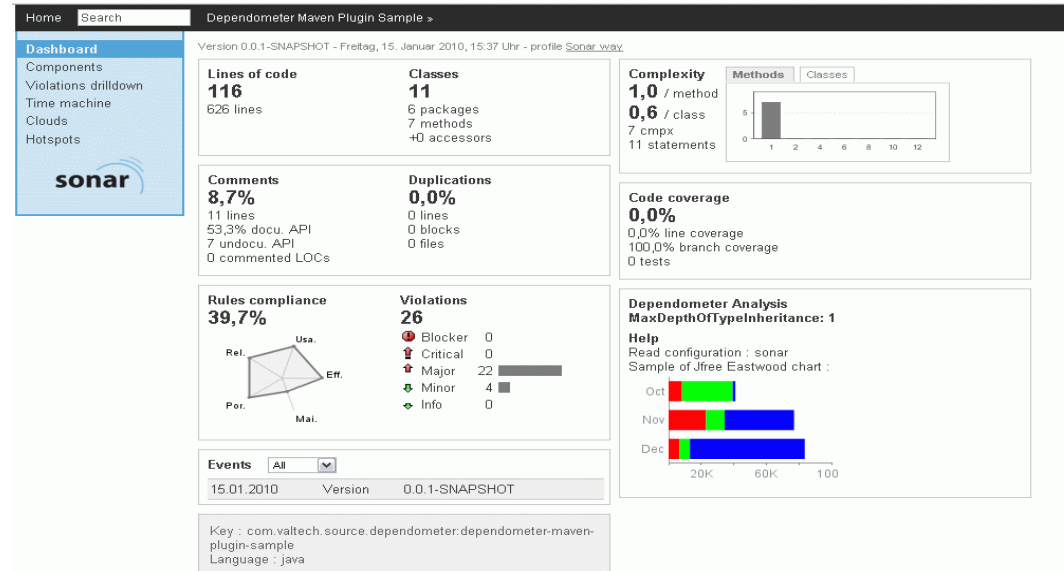 Home Search Dependometer Maven Plugin Sample »
Dashboard
Components
Violations drilldown
Time machine
Clouds
Hotspots
sonar
Version 0.0.1-SNAPSHOT - Freitag, 15. Januar 2010, 15:37 Uhr - profile Sonar way
Lines of code
116
626 lines
Classes
11
6 packages
7 methods
+0 accessors
Complexity
1,0 / method
0,6 / class
7 cmpx
11 statements
Methods Classes
5
0
1 2 4 6 8 10 12
Comments
8,7%
11 lines
53,3% docu. API
7 undocu. API
0 commented LOCs
Duplications
0,0%
0 lines
0 blocks
0 files
Code coverage
0,0%
0,0% line coverage
100,0% branch coverage
0 tests
Rules compliance
39,7%
Usa.
Rel.
Eff.
Por.
Mai.
Violations
26
Blocker 0
Critical 0
Major 22
Minor 4
Info 0
Dependometer Analysis
MaxDepthOfTypeInheritance: 1
Help
Read configuration : sonar
Sample of Jfree Eastwood chart :
Oct
Nov
Dec
20K 60K 100
Events All
15.01.2010 Version 0.0.1-SNAPSHOT
Key : com.valtech.source.dependometer:dependometer-maven-
plugin-sample
Language : java